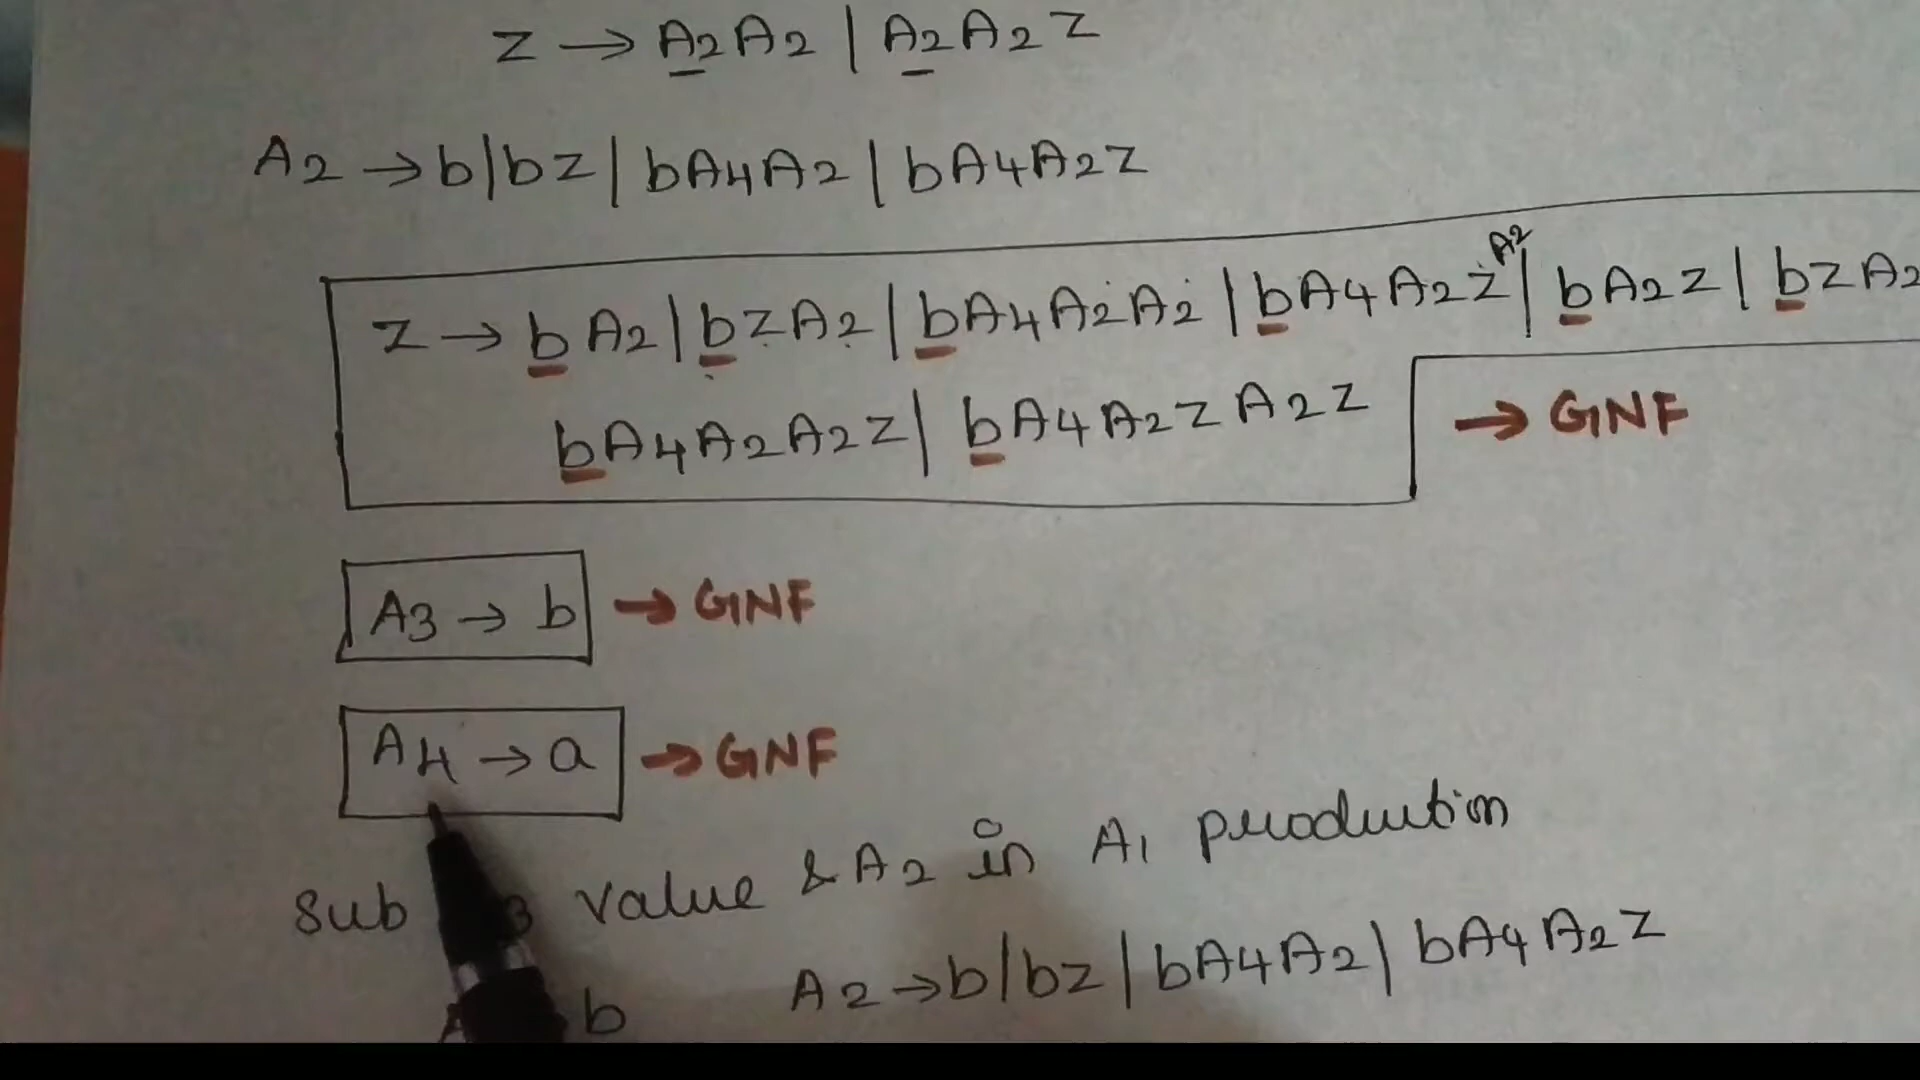 Z → A2A2 | A2A2Z
A2 → b|bZ| bA4A2 | bA4A2Z
A2
Z → bA2|bZA2|bA4A2A2|bA4A2Z| bA2Z| bZA2
bA4A2A2Z| bA4A2ZA2Z → GNF
A3 → b → GNF
A4 → a → GNF
Sub 3 value & A2 in A1 production
b A2→b|bZ|bA4A2| bA4A2Z